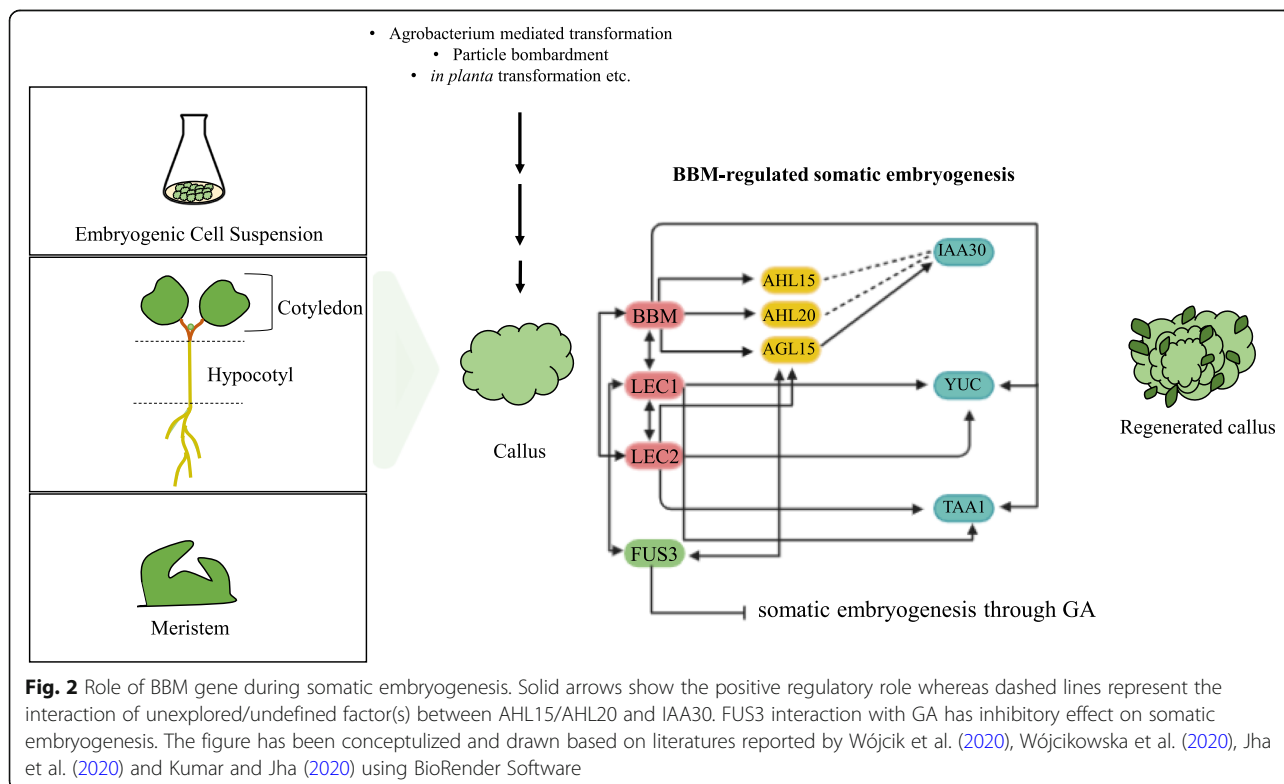 • Agrobacterium mediated transformation
• Particle bombardment
• in planta transformation etc.
Embryogenic Cell Suspension
Cotyledon
Hypocotyl
Meristem
Callus
BBM-regulated somatic embryogenesis
BBM
LEC1
LEC2
FUS3
AHL15
AHL20
AGL15
IAA30
YUC
TAA1
somatic embryogenesis through GA
Regenerated callus
Fig. 2 Role of BBM gene during somatic embryogenesis. Solid arrows show the positive regulatory role whereas dashed lines represent the
interaction of unexplored/undefined factor(s) between AHL15/AHL20 and IAA30. FUS3 interaction with GA has inhibitory effect on somatic
embryogenesis. The figure has been conceptulized and drawn based on literatures reported by Wójcik et al. (2020), Wójcikowska et al. (2020), Jha
et al. (2020) and Kumar and Jha (2020) using BioRender Software